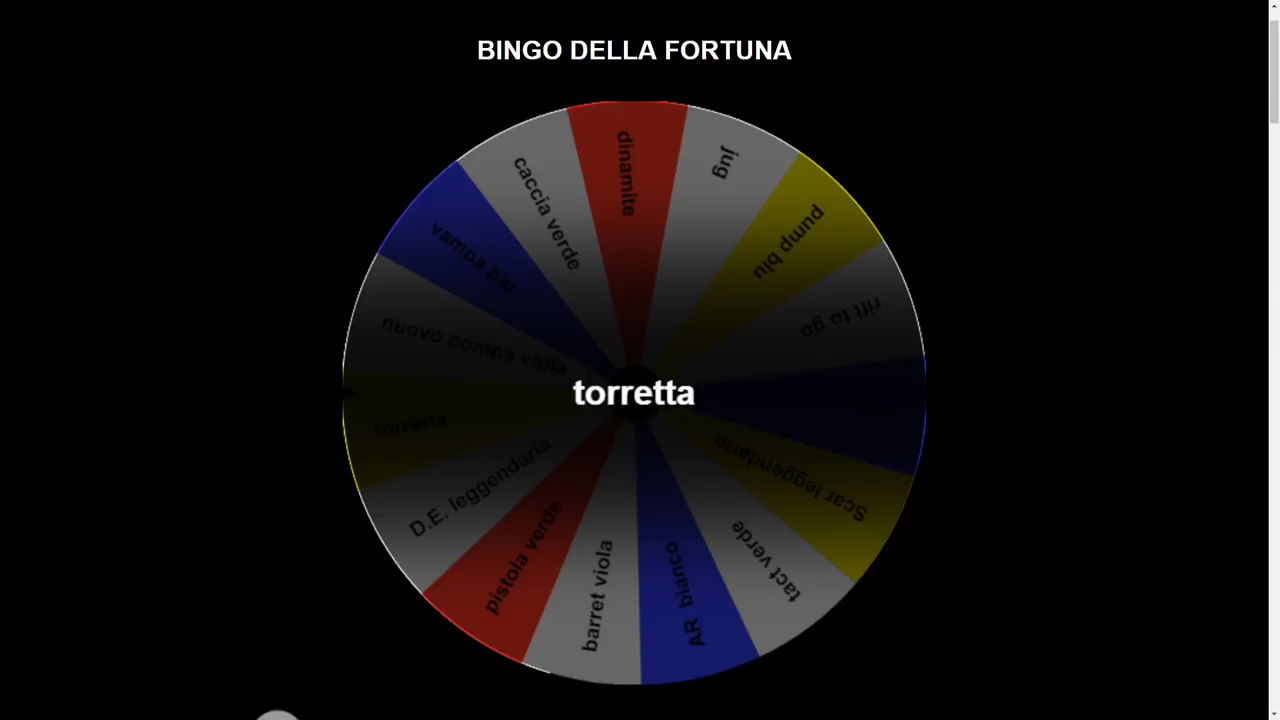 BINGO DELLA FORTUNA
dinamite
jug
pump blu
rift to go
Scar leggendario
tact verde
AR bianco
barret viola
pistola verde
D.E. leggendaria
torretta
nuovo pompa viola
vampa blu
caccia verde
torretta